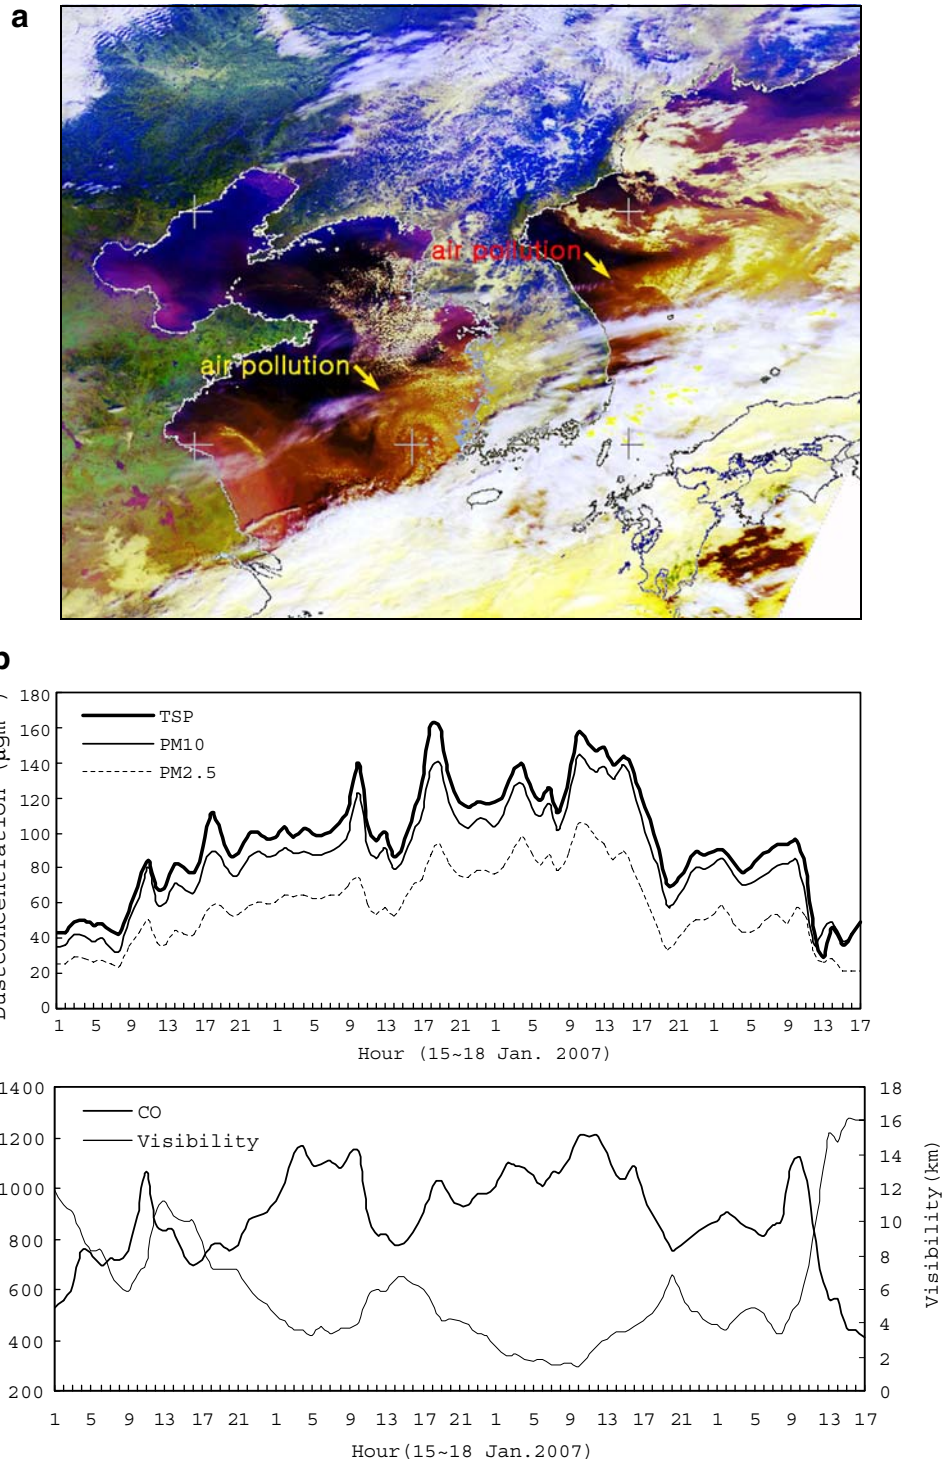 a
air pollution
air pollution
b
180
160
140
120
100
80
60
40
20
0
TSP
PM10
PM2.5
1 5 9 13 17 21 1 5 9 13 17 21 1 5 9 13 17 21 1 5 9 13 17
Hour (15~18 Jan. 2007)
1400
1200
1000
800
600
400
200
CO
Visibility
18
16
14
12
10
8
6
4
2
0
Visibility(km)
1 5 9 13 17 21 1 5 9 13 17 21 1 5 9 13 17 21 1 5 9 13 17
Hour(15~18 Jan.2007)